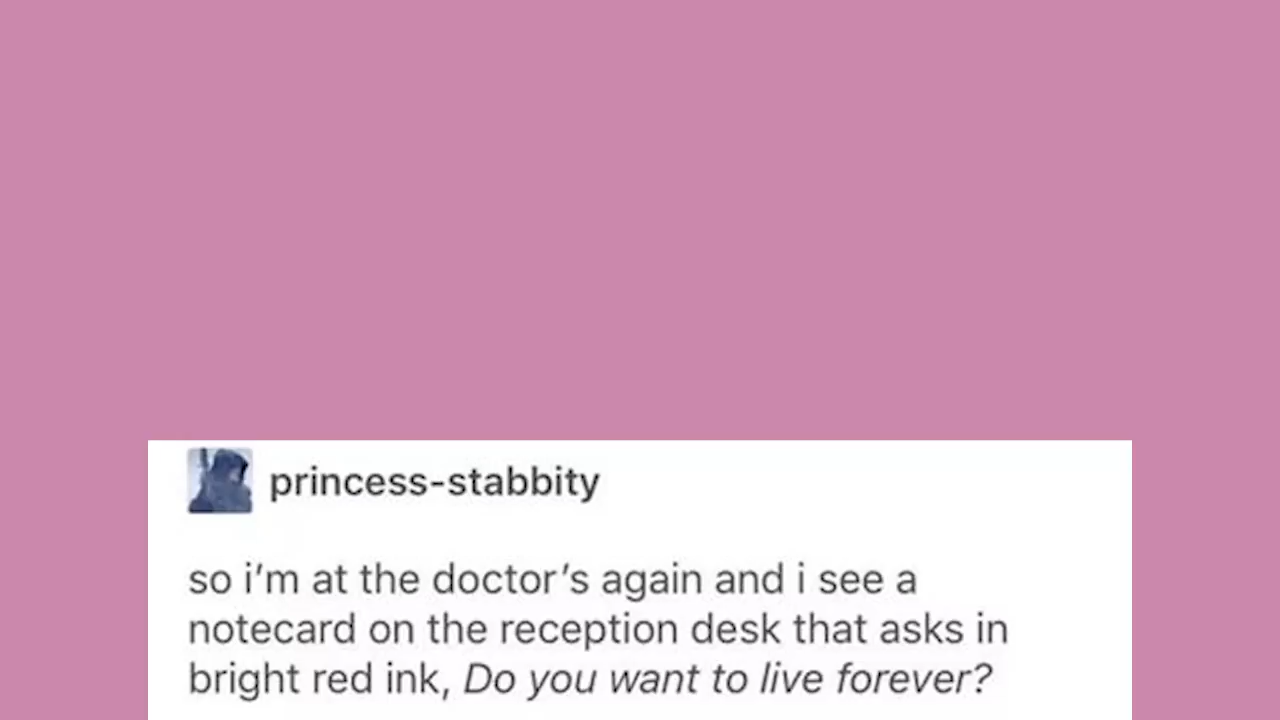 princess-stabbity
so i'm at the doctor's again and i see a
notecard on the reception desk that asks in
bright red ink, Do you want to live forever?